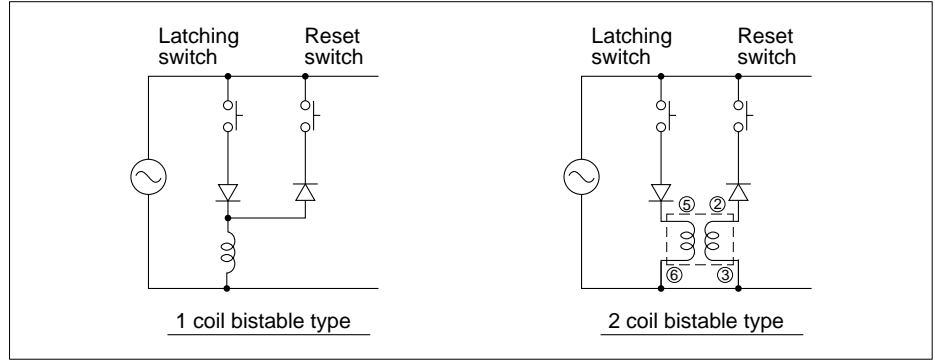 Latching
switch
Reset
switch
1 coil bistable type
Latching
switch
Reset
switch
⑤ ②
⑥ ③
2 coil bistable type